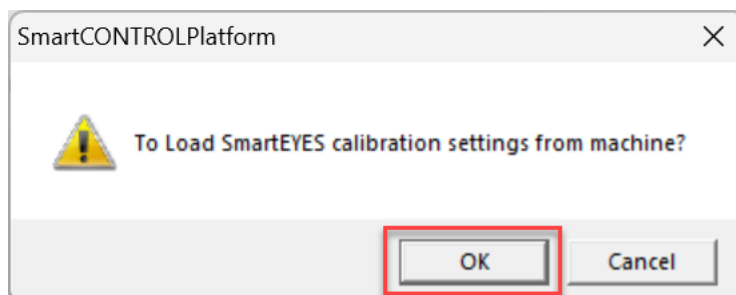 SmartCONTROLPlatform
To Load SmartEYES calibration settings from machine?
OK
Cancel